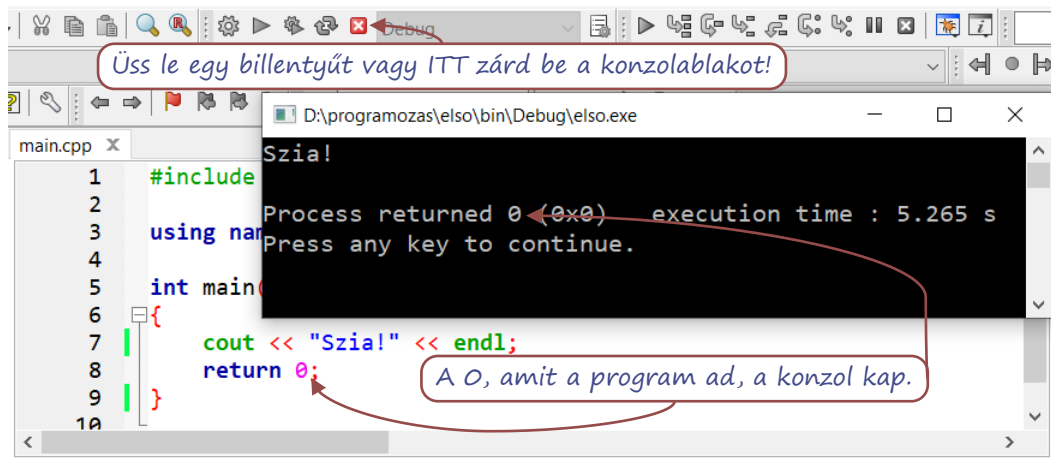 Debug
Üss le egy billentyűt vagy ITT zárd be a konzolablakot!
D:\programozas\elso\bin\Debug\elso.exe
main.cpp
Szia!
Process returned 0 (0x0)   execution time : 5.265 s
Press any key to continue.
1 #include
2
3 using nam
4
5 int main(
6 {
7 cout << "Szia!" << endl;
8 return 0;
9 }
10
A 0, amit a program ad, a konzol kap.